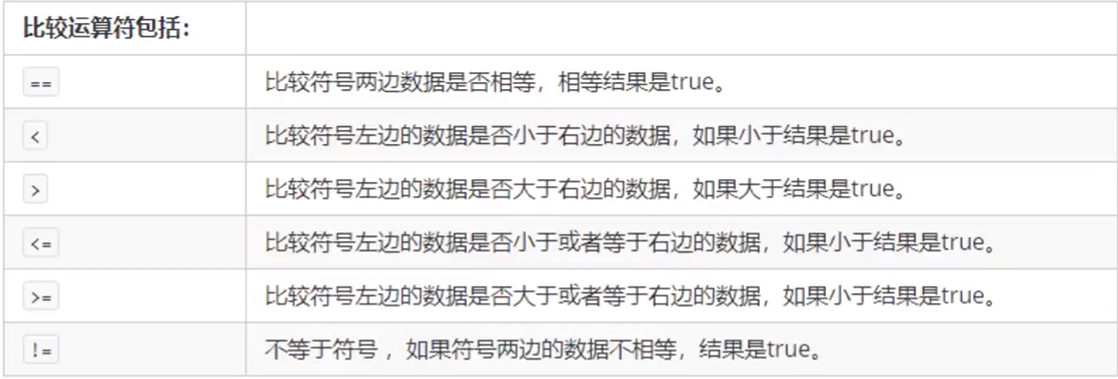 比较运算符包括：
== 比较符号两边数据是否相等，相等结果是true。
< 比较符号左边的数据是否小于右边的数据，如果小于结果是true。
> 比较符号左边的数据是否大于右边的数据，如果大于结果是true。
<= 比较符号左边的数据是否小于或者等于右边的数据，如果小于结果是true。
>= 比较符号左边的数据是否大于或者等于右边的数据，如果小于结果是true。
!= 不等于符号 ，如果符号两边的数据不相等，结果是true。